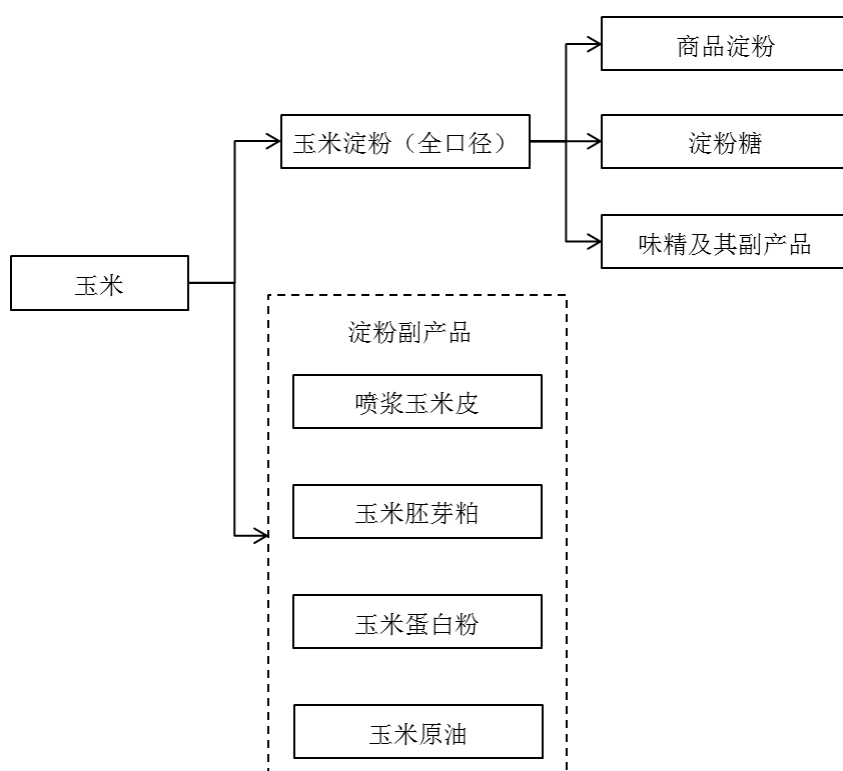 商品淀粉
玉米淀粉（全口径）
淀粉糖
味精及其副产品
玉米
淀粉副产品
喷浆玉米皮
玉米胚芽粕
玉米蛋白粉
玉米原油